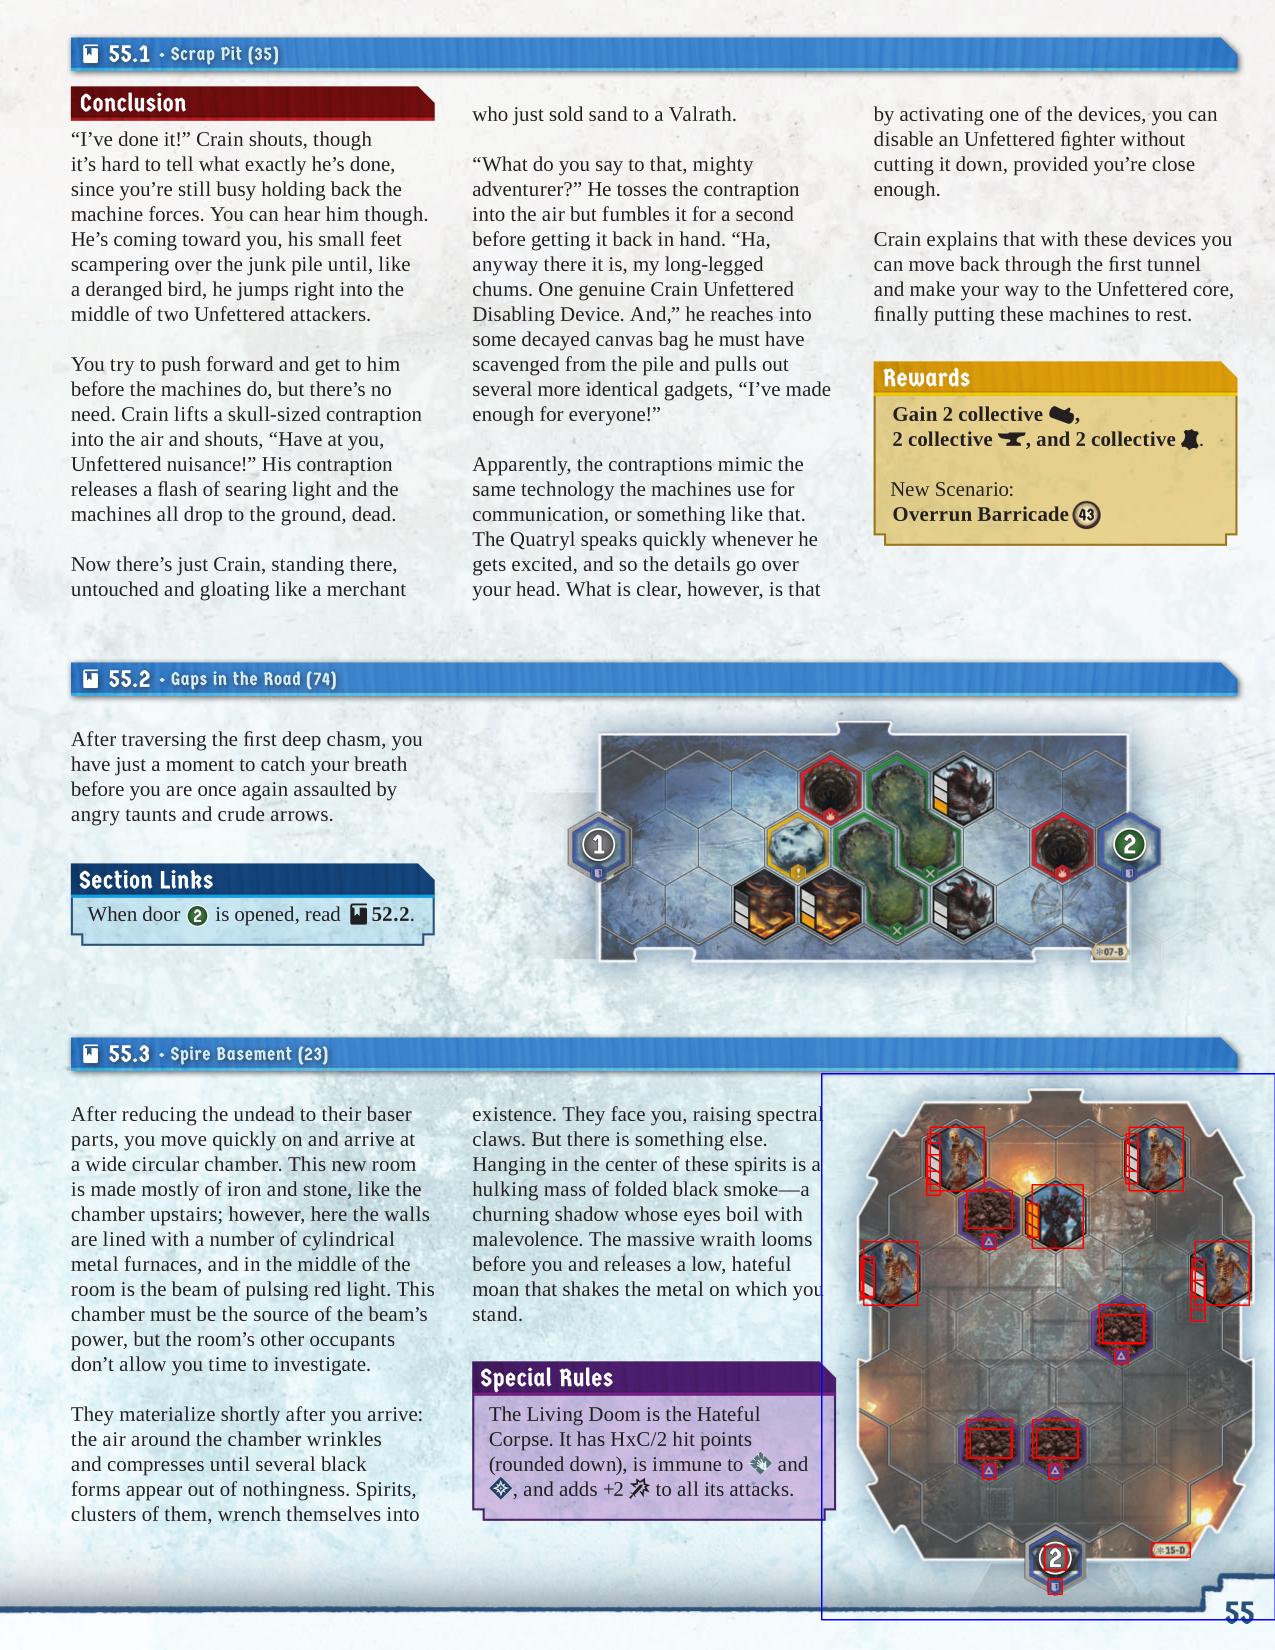 55.1 • Scrap Pit (35)
Conclusion
“I’ve done it!” Crain shouts, though
it’s hard to tell what exactly he’s done,
since you’re still busy holding back the
machine forces. You can hear him though.
He’s coming toward you, his small feet
scampering over the junk pile until, like
a deranged bird, he jumps right into the
middle of two Unfettered attackers.
You try to push forward and get to him
before the machines do, but there’s no
need. Crain lifts a skull-sized contraption
into the air and shouts, “Have at you,
Unfettered nuisance!” His contraption
releases a flash of searing light and the
machines all drop to the ground, dead.
Now there’s just Crain, standing there,
untouched and gloating like a merchant
who just sold sand to a Valrath.
“What do you say to that, mighty
adventurer?” He tosses the contraption
into the air but fumbles it for a second
before getting it back in hand. “Ha,
anyway there it is, my long-legged
chums. One genuine Crain Unfettered
Disabling Device. And,” he reaches into
some decayed canvas bag he must have
scavenged from the pile and pulls out
several more identical gadgets, “I’ve made
enough for everyone!”
Apparently, the contraptions mimic the
same technology the machines use for
communication, or something like that.
The Quatryl speaks quickly whenever he
gets excited, and so the details go over
your head. What is clear, however, is that
by activating one of the devices, you can
disable an Unfettered fighter without
cutting it down, provided you’re close
enough.
Crain explains that with these devices you
can move back through the first tunnel
and make your way to the Unfettered core,
finally putting these machines to rest.
Rewards
Gain 2 collective ,
2 collective , and 2 collective .
New Scenario:
Overrun Barricade 43
55.2 • Gaps in the Road (74)
After traversing the first deep chasm, you
have just a moment to catch your breath
before you are once again assaulted by
angry taunts and crude arrows.
Section Links
When door 2 is opened, read 52.2.
1
2
07-B
55.3 • Spire Basement (23)
After reducing the undead to their baser
parts, you move quickly on and arrive at
a wide circular chamber. This new room
is made mostly of iron and stone, like the
chamber upstairs; however, here the walls
are lined with a number of cylindrical
metal furnaces, and in the middle of the
room is the beam of pulsing red light. This
chamber must be the source of the beam’s
power, but the room’s other occupants
don’t allow you time to investigate.
They materialize shortly after you arrive:
the air around the chamber wrinkles
and compresses until several black
forms appear out of nothingness. Spirits,
clusters of them, wrench themselves into
existence. They face you, raising spectral
claws. But there is something else.
Hanging in the center of these spirits is a
hulking mass of folded black smoke—a
churning shadow whose eyes boil with
malevolence. The massive wraith looms
before you and releases a low, hateful
moan that shakes the metal on which you
stand.
Special Rules
The Living Doom is the Hateful
Corpse. It has HxC/2 hit points
(rounded down), is immune to and
, and adds +2 to all its attacks.
2
15-D
55